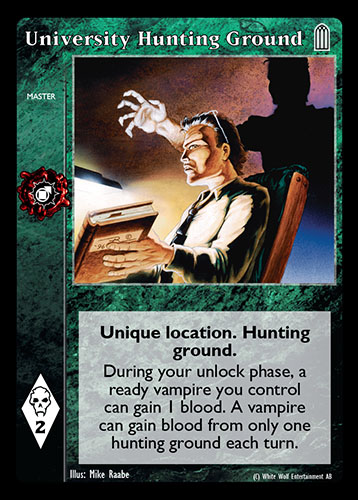 University Hunting Ground
MASTER
Unique location. Hunting
ground.
During your unlock phase, a
ready vampire you control
can gain 1 blood. A vampire
can gain blood from only one
hunting ground each turn.
2
Illus: Mike Raabe
(C) White Wolf Entertainment AB